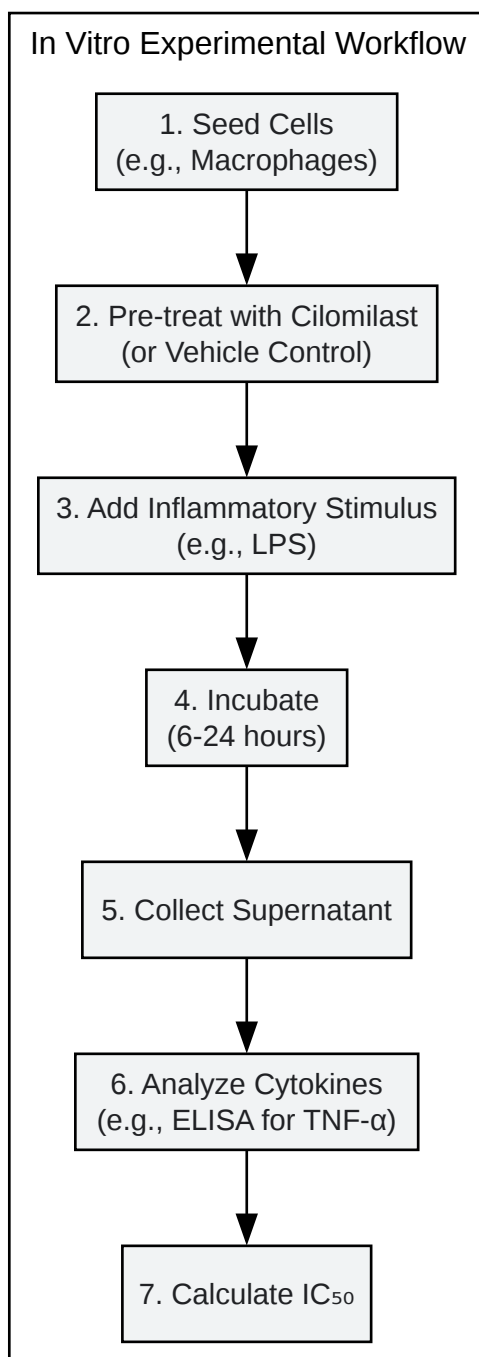 In Vitro Experimental Workflow
1. Seed Cells
(e.g., Macrophages)
2. Pre-treat with Cilomilast
(or Vehicle Control)
3. Add Inflammatory Stimulus
(e.g., LPS)
4. Incubate
(6-24 hours)
5. Collect Supernatant
6. Analyze Cytokines
(e.g., ELISA for TNF-α)
7. Calculate IC₅₀